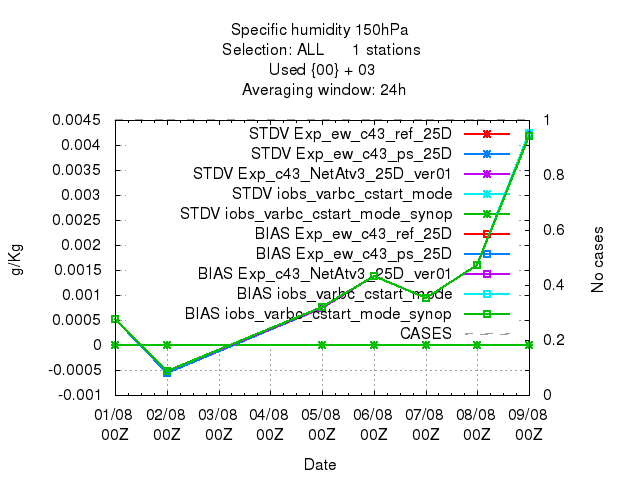 Specific humidity 150hPa
Selection: ALL 1 stations
Used {00} + 03
Averaging window: 24h
0.0045
0.004
0.0035
0.003
0.0025
0.002
0.0015
0.001
0.0005
0
-0.0005
-0.001
g/Kg
1
0.8
0.6
0.4
0.2
0
No cases
STDV Exp_ew_c43_ref_25D
STDV Exp_ew_c43_ps_25D
STDV Exp_c43_NetAtv3_25D_ver01
STDV iobs_varbc_cstart_mode
STDV iobs_varbc_cstart_mode_synop
BIAS Exp_ew_c43_ref_25D
BIAS Exp_ew_c43_ps_25D
BIAS Exp_c43_NetAtv3_25D_ver01
BIAS iobs_varbc_cstart_mode
BIAS iobs_varbc_cstart_mode_synop
CASES
01/08 02/08 03/08 04/08 05/08 06/08 07/08 08/08 09/08
00Z 00Z 00Z 00Z 00Z 00Z 00Z 00Z 00Z
Date